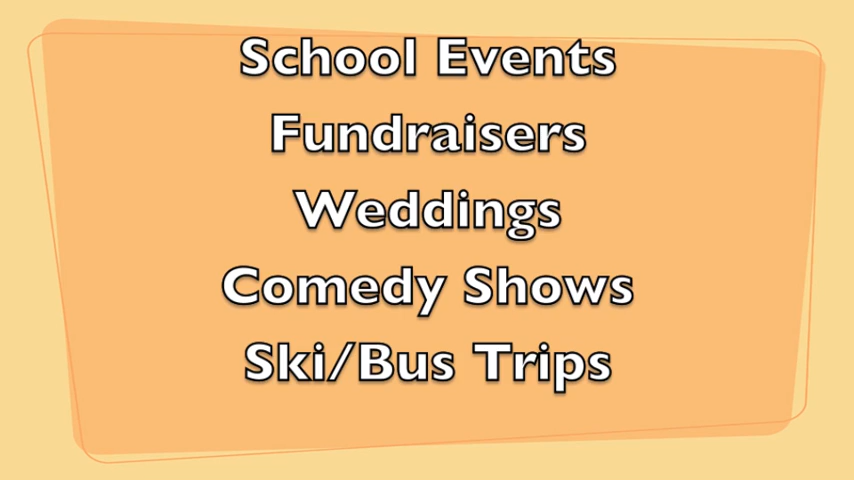 School Events
Fundraisers
Weddings
Comedy Shows
Ski/Bus Trips